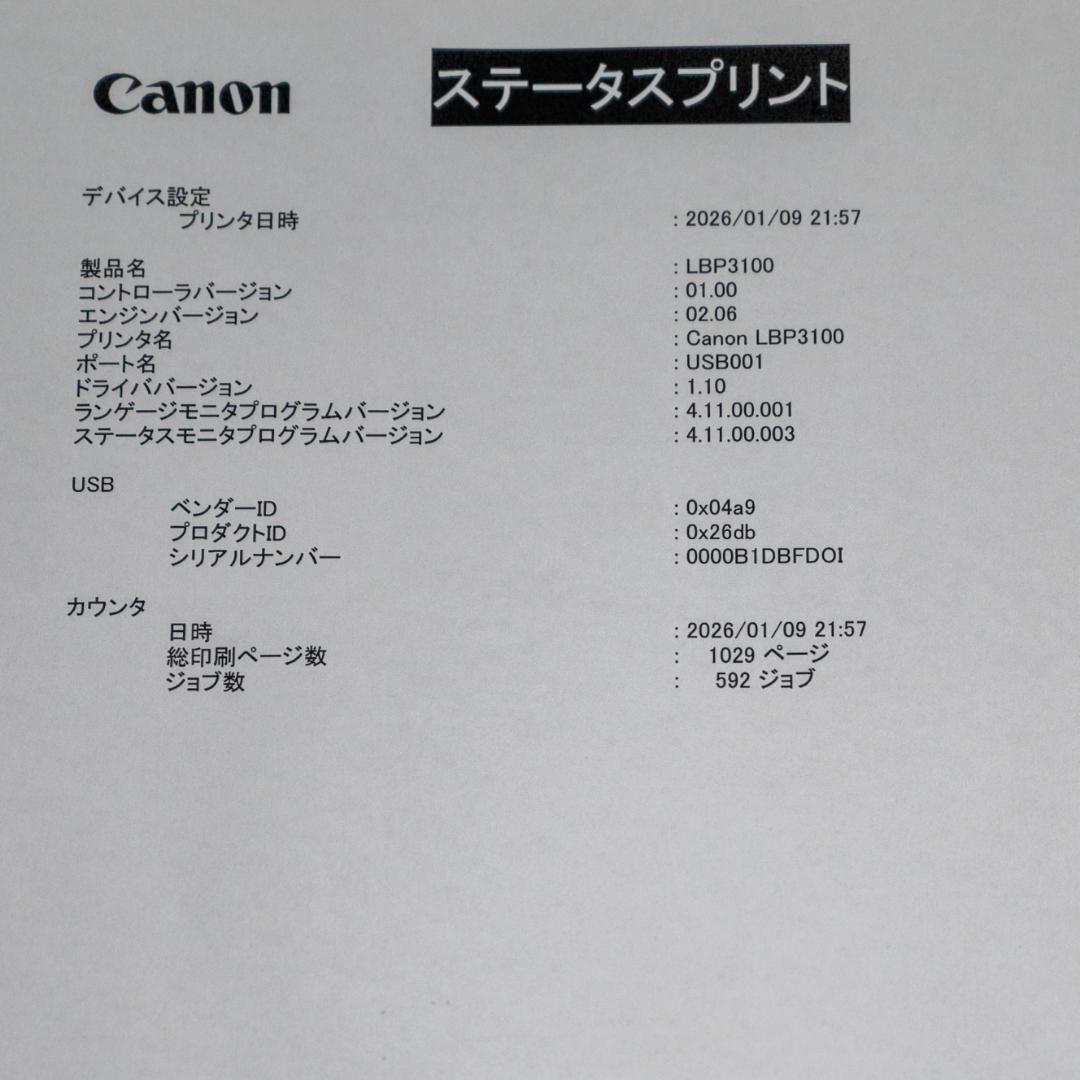 Canon
ステータスプリント
デバイス設定
プリンタ日時 : 2026/01/09 21:57
製品名 : LBP3100
コントローラバージョン : 01.00
エンジンバージョン : 02.06
プリンタ名 : Canon LBP3100
ポート名 : USB001
ドライババージョン : 1.10
ランゲージモニタプログラムバージョン : 4.11.00.001
ステータスモニタプログラムバージョン : 4.11.00.003
USB
ベンダーID : 0x04a9
プロダクトID : 0x26db
シリアルナンバー : 0000B1DBFDOI
カウンタ
日時 : 2026/01/09 21:57
総印刷ページ数 : 1029 ページ
ジョブ数 : 592 ジョブ